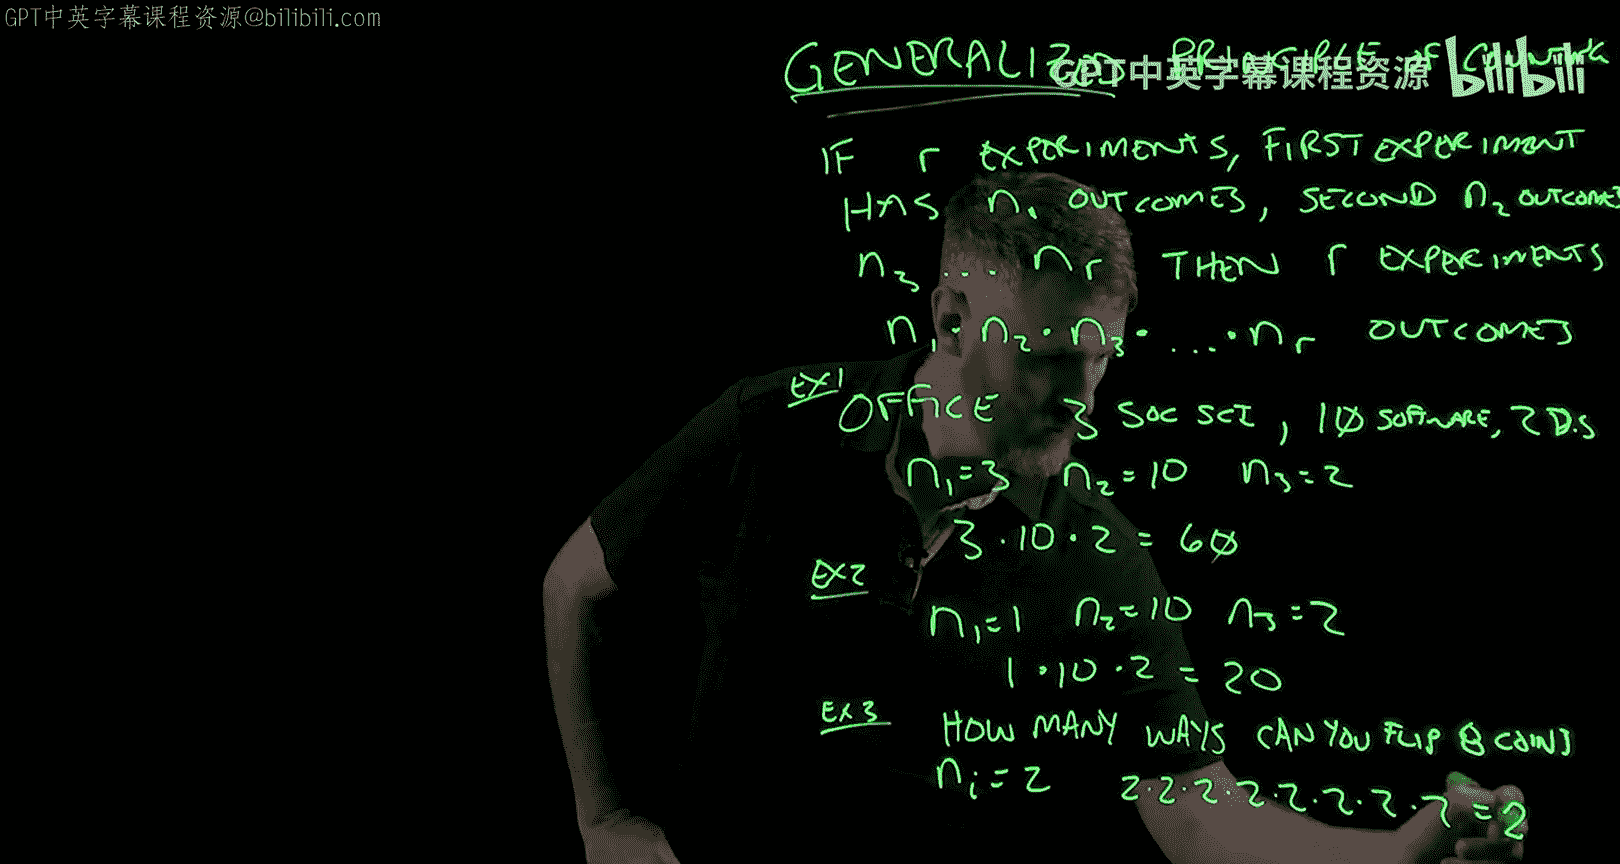 GPT中英字幕课程资源@bilibili.com
GPT中英字幕课程资源 bilibili
GENERALIZED PRINCIPLE OF
IF r EXPERIMENTS, FIRST EXPERIMENT
HAS n₁ OUTCOMES, SECOND n₂ OUTCOMES
n₃ ... nᵣ THEN r EXPERIMENTS
n₁ · n₂ · n₃ · ... · nᵣ OUTCOMES
EX1
OFFICE 3 SOC SCI, 10 SOFTWARE, 2 D.S
n₁=3 n₂=10 n₃=2
3 · 10 · 2 = 60
EX2
n₁=1 n₂=10 n₃=2
1 · 10 · 2 = 20
EX3 HOW MANY WAYS CAN YOU FLIP 8 COINS
nᵢ=2 2·2·2·2·2·2·2·2 = 2